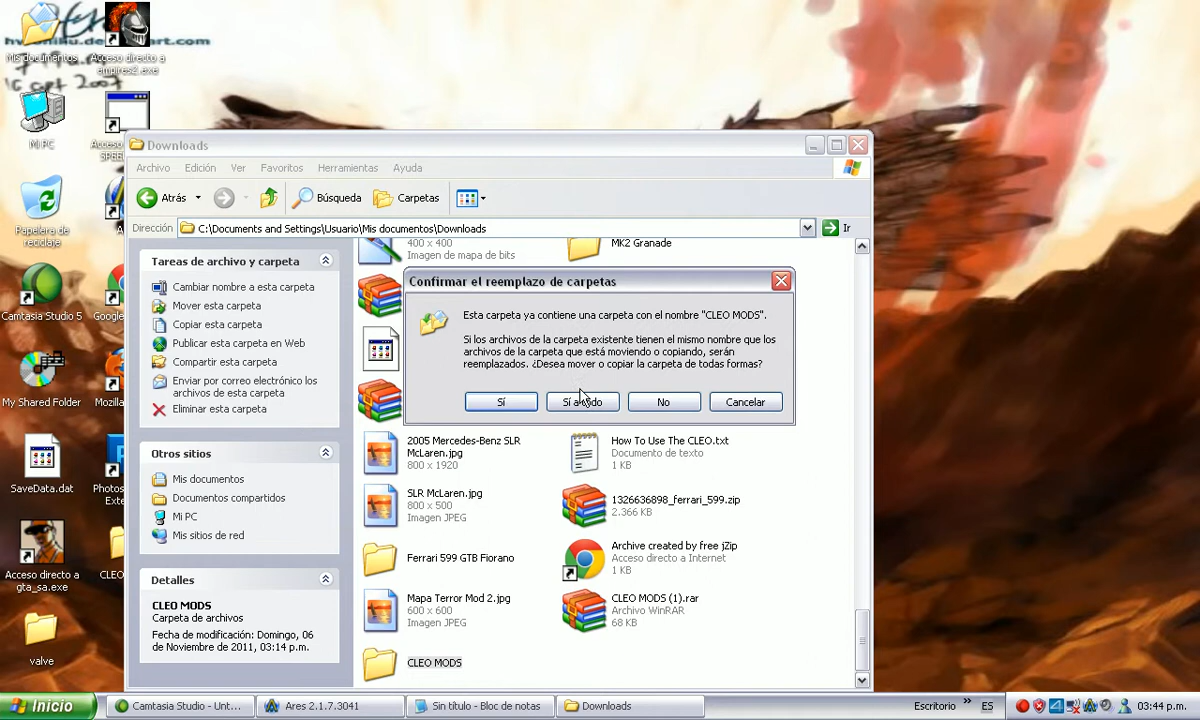 Mis documentos
Acceso directo a
empires2.exe
Mi PC
Papelera de
reciclaje
Camtasia Studio 5
Google
My Shared Folder
Mozilla
SaveData.dat
Photos
Exte
Acceso directo a
gta_sa.exe
CLEO
valve
Downloads
Archivo Edición Ver Favoritos Herramientas Ayuda
Atrás Búsqueda Carpetas
Dirección C:\Documents and Settings\Usuario\Mis documentos\Downloads Ir
Tareas de archivo y carpeta
Cambiar nombre a esta carpeta
Mover esta carpeta
Copiar esta carpeta
Publicar esta carpeta en Web
Compartir esta carpeta
Enviar por correo electrónico los
archivos de esta carpeta
Eliminar esta carpeta
Otros sitios
Mis documentos
Documentos compartidos
Mi PC
Mis sitios de red
Detalles
CLEO MODS
Carpeta de archivos
Fecha de modificación: Domingo, 06
de Noviembre de 2011, 03:14 p.m.
400 x 400
Imagen de mapa de bits
MK2 Granade
Confirmar el reemplazo de carpetas
Esta carpeta ya contiene una carpeta con el nombre "CLEO MODS".
Si los archivos de la carpeta existente tienen el mismo nombre que los
archivos de la carpeta que está moviendo o copiando, serán
reemplazados. ¿Desea mover o copiar la carpeta de todas formas?
Sí Sí a todo No Cancelar
2005 Mercedes-Benz SLR
McLaren.jpg
800 x 1920
How To Use The CLEO.txt
Documento de texto
1 KB
SLR McLaren.jpg
800 x 500
Imagen JPEG
1326636898_ferrari_599.zip
2.366 KB
Ferrari 599 GTB Fiorano
Archive created by free jZip
Acceso directo a Internet
1 KB
Mapa Terror Mod 2.jpg
600 x 600
Imagen JPEG
CLEO MODS (1).rar
Archivo WinRAR
68 KB
CLEO MODS
Inicio Camtasia Studio - Unt... Ares 2.1.7.3041 Sin título - Bloc de notas Downloads Escritorio » ES 03:44 p.m.